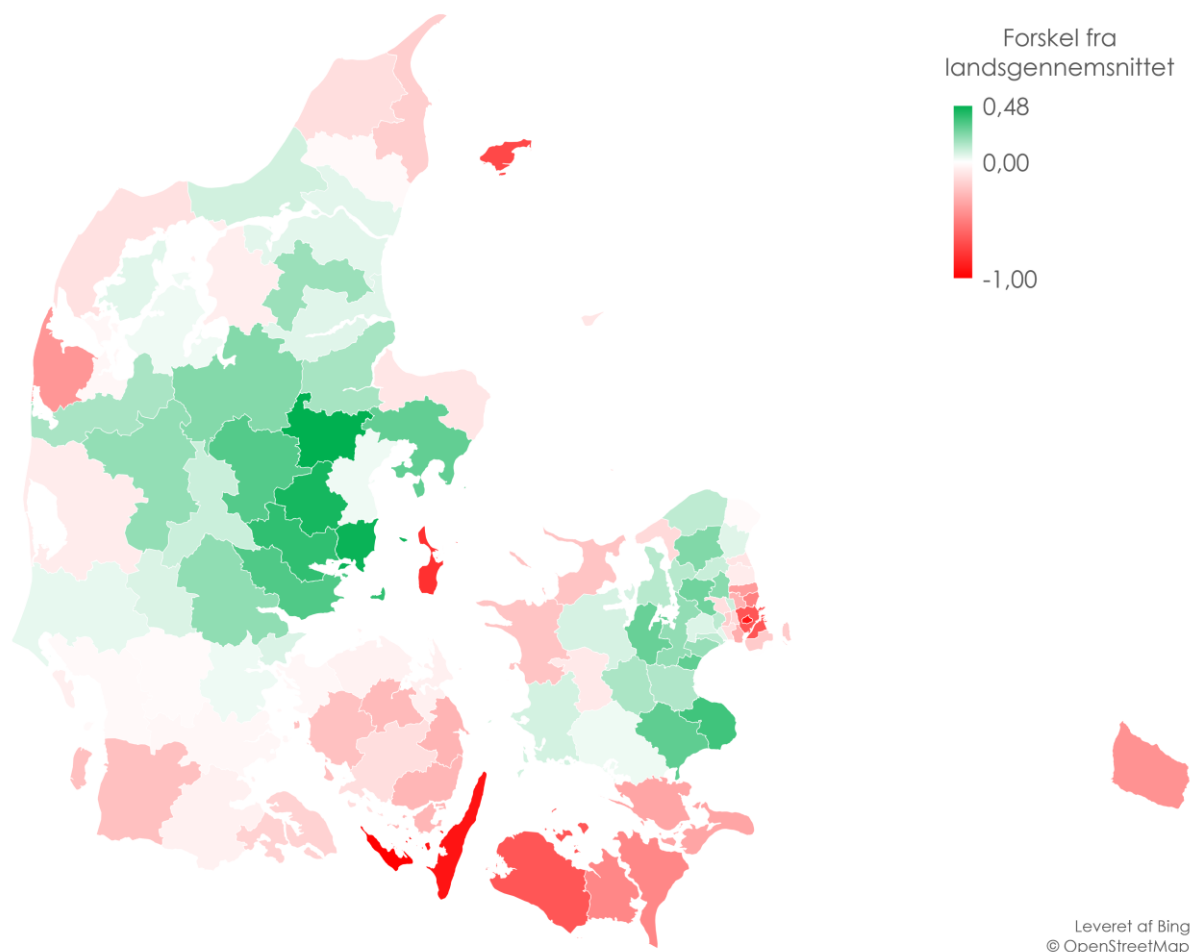 Forskel fra
landsgennemsnittet
0,48
0,00
-1,00
Leveret af Bing
© OpenStreetMap